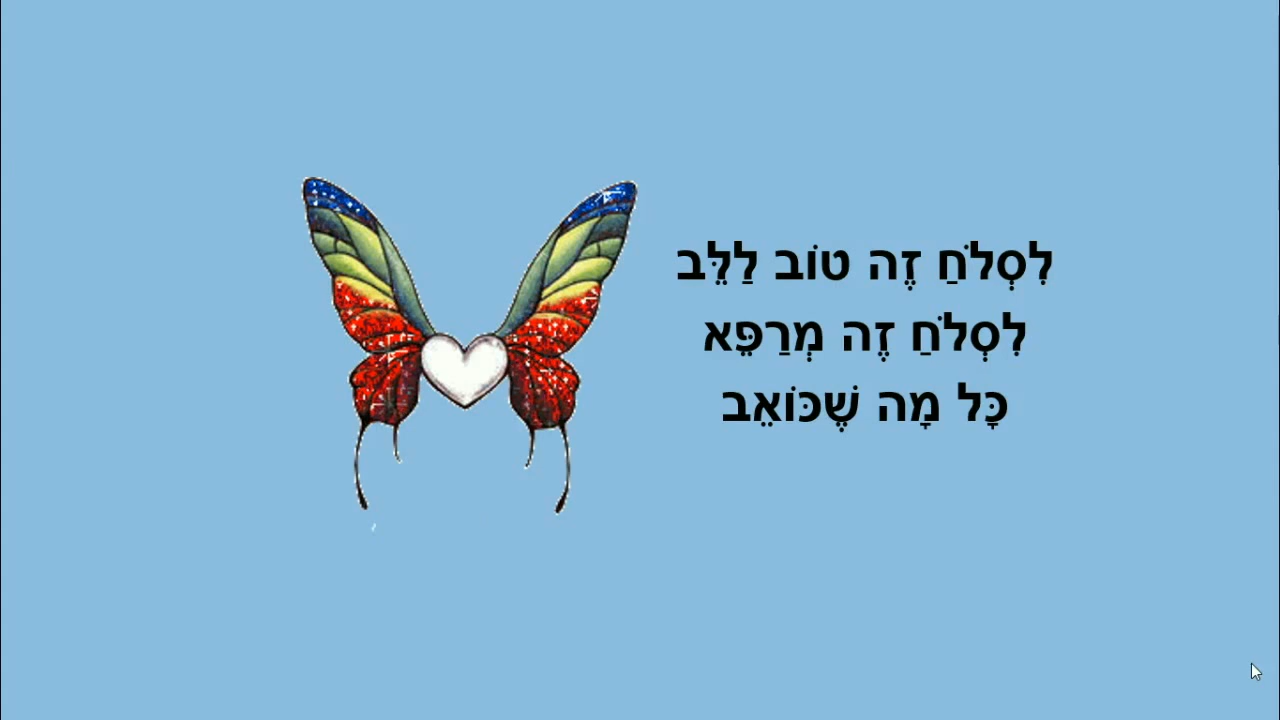 לִסְלֹחַ זֶה טוֹב לַלֵּב
לִסְלֹחַ זֶה מְרַפֵּא
כָּל מָה שֶׁכּוֹאֵב